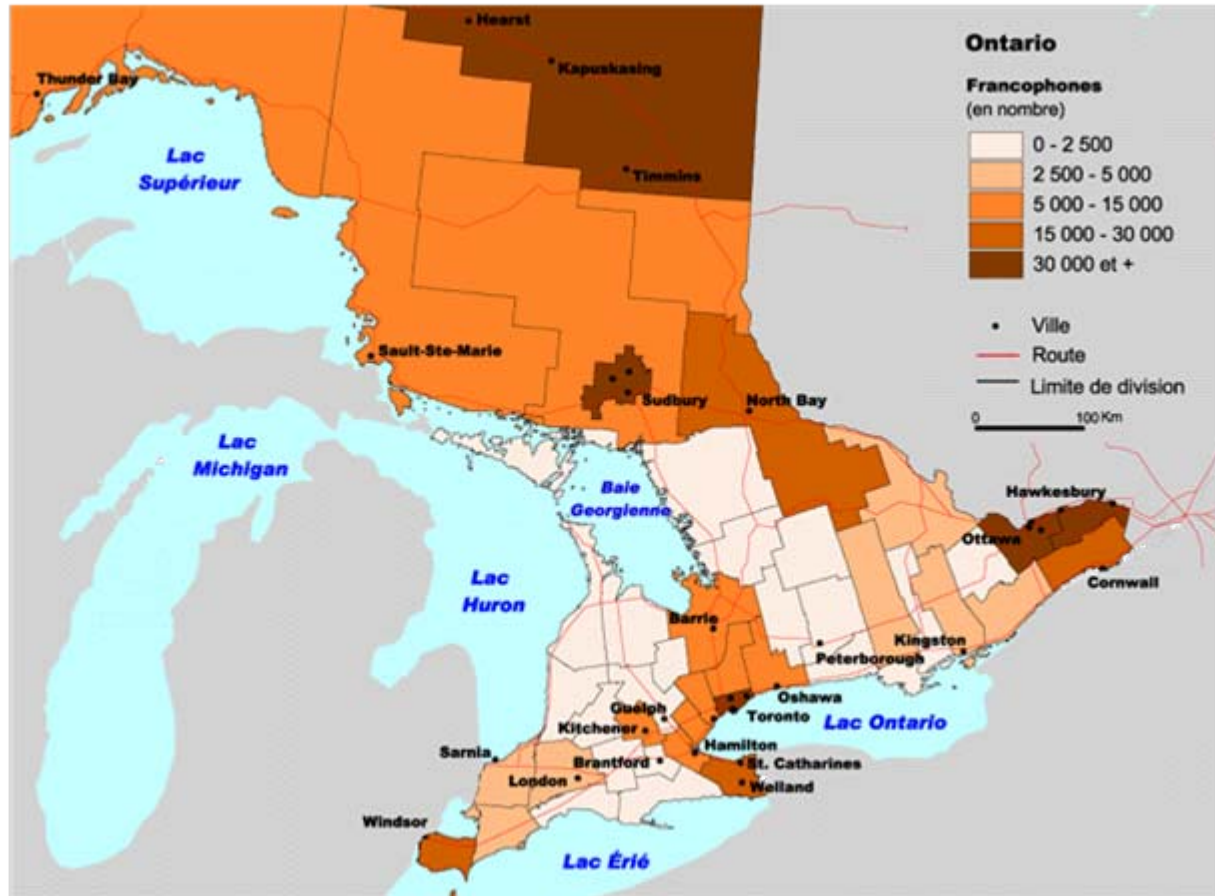 Hearst
Kapuskasing
Thunder Bay
Timmins
Lac
Supérieur
Sault-Ste-Marie
Sudbury
North Bay
Lac
Michigan
Baie
Georgienne
Lac
Huron
Hawkesbury
Ottawa
Cornwall
Barrie
Kingston
Peterborough
Oshawa
Toronto
Guelph
Kitchener
Lac Ontario
Hamilton
Sarnia
Brantford
St. Catharines
London
Welland
Windsor
Lac Érié
Ontario
Francophones
(en nombre)
0 - 2 500
2 500 - 5 000
5 000 - 15 000
15 000 - 30 000
30 000 et +
Ville
Route
Limite de division
0 100 Km